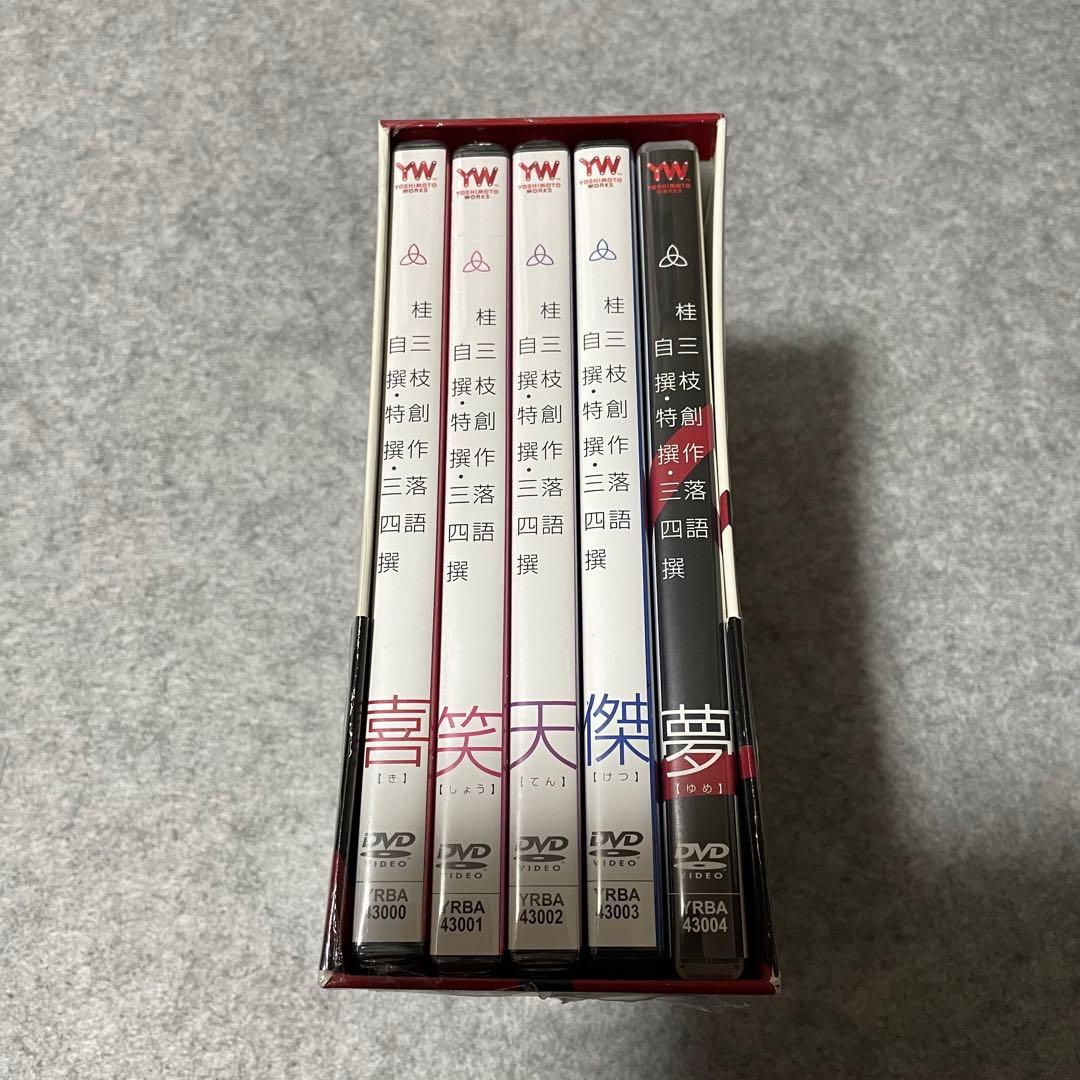 YW
YOSHIMOTO
WORKS
桂三枝創作落語
自撰・特撰・三四撰
喜
【き】
DVD
VIDEO
YRBA
43000
YW
YOSHIMOTO
WORKS
桂三枝創作落語
自撰・特撰・三四撰
笑
【しょう】
DVD
VIDEO
YRBA
43001
YW
YOSHIMOTO
WORKS
桂三枝創作落語
自撰・特撰・三四撰
天
【てん】
DVD
VIDEO
YRBA
43002
YW
YOSHIMOTO
WORKS
桂三枝創作落語
自撰・特撰・三四撰
傑
【けつ】
DVD
VIDEO
YRBA
43003
YW
YOSHIMOTO
WORKS
桂三枝創作落語
自撰・特撰・三四撰
夢
【ゆめ】
DVD
VIDEO
YRBA
43004